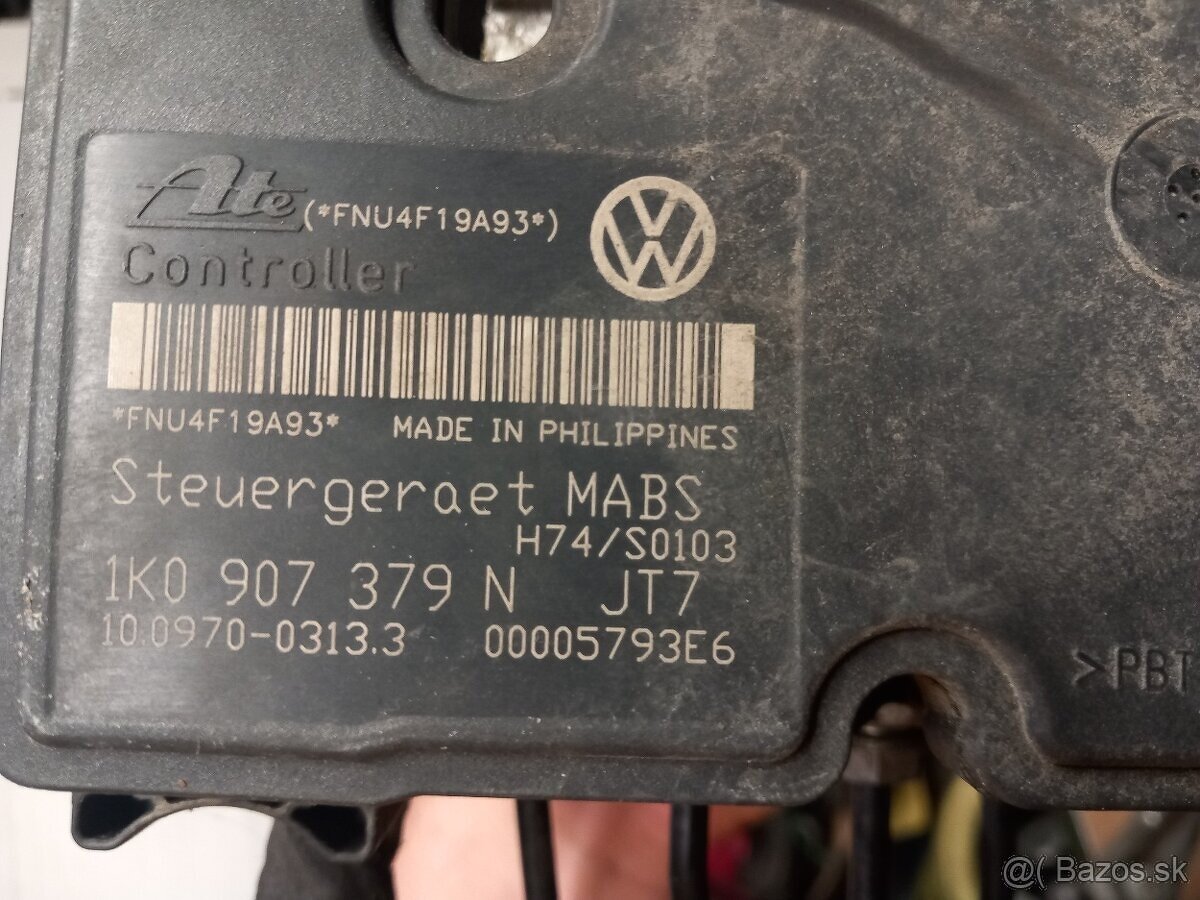 Ate (*FNU4F19A93*)
Controller
*FNU4F19A93* MADE IN PHILIPPINES
Steuergeraet MABS
H74/S0103
1K0 907 379 N JT7
10.0970-0313.3 00005793E6
>PBT
@( Bazos.sk